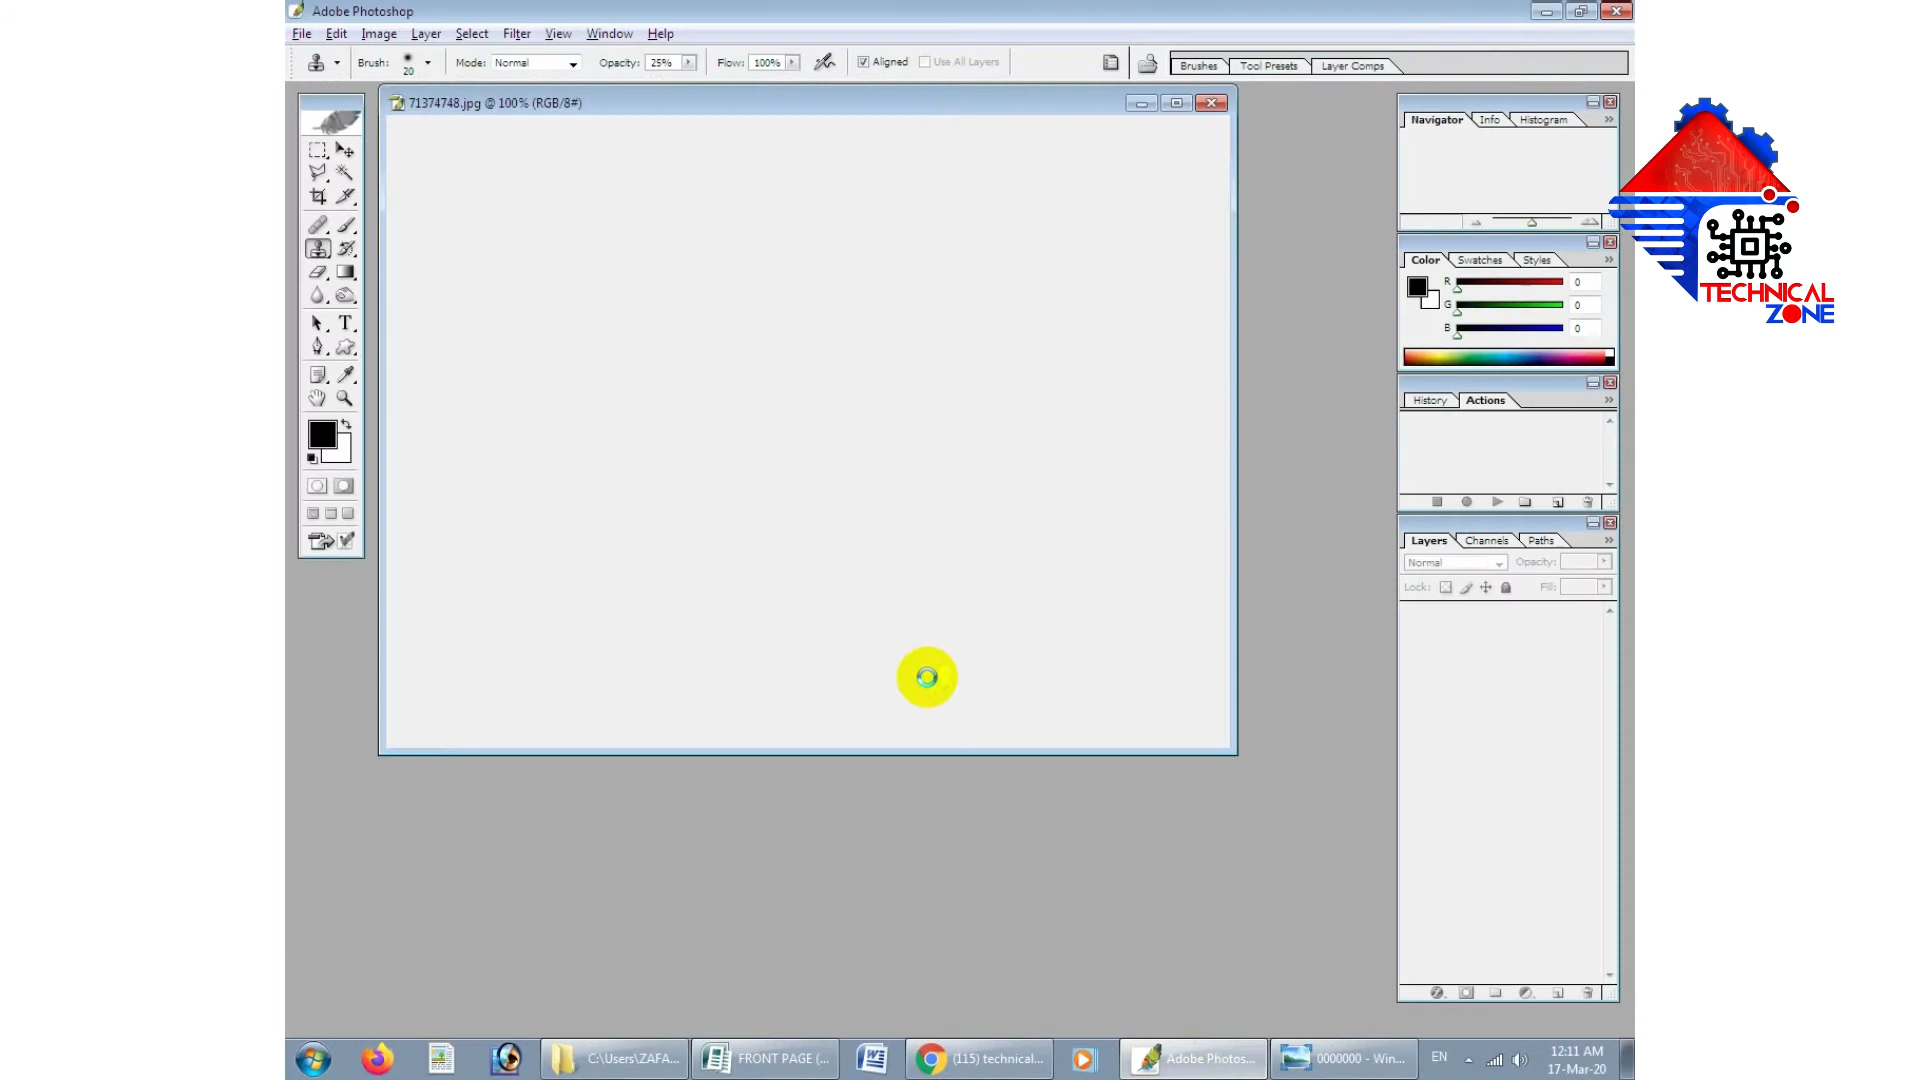 Adobe Photoshop
File Edit Image Layer Select Filter View Window Help
Brush: 20 Mode: Normal Opacity: 25% Flow: 100% Aligned Use All Layers Brushes Tool Presets Layer Comps
71374748.jpg @ 100% (RGB/8#)
Navigator Info Histogram
Color Swatches Styles
R 0
G 0
B 0
TECHNICAL
ZONE
History Actions
Layers Channels Paths
Normal Opacity:
Lock: Fill:
T
C:\Users\ZAFA... FRONT PAGE (... (115) technical... Adobe Photos... 0000000 - Win... EN 12:11 AM
17-Mar-20